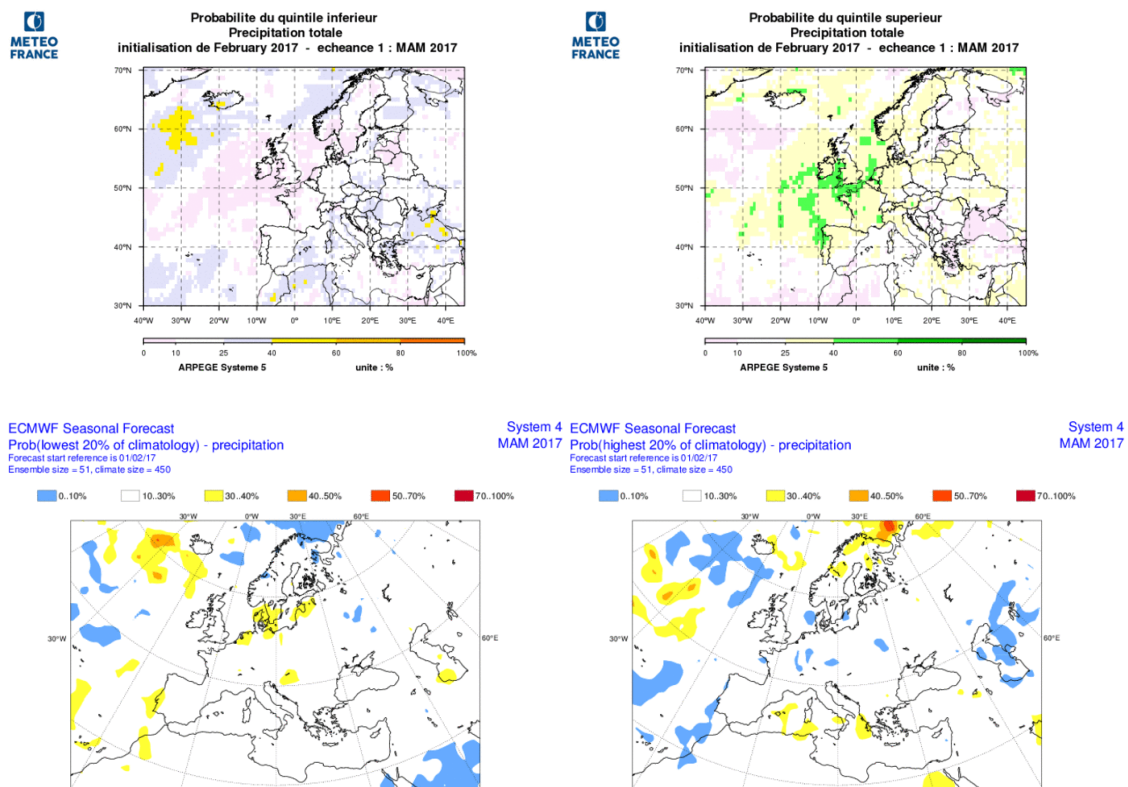 METEO
FRANCE
Probabilite du quintile inferieur
Precipitation totale
initialisation de February 2017 - echeance 1 : MAM 2017
70°N
60°N
50°N
40°N
30°N
40°W 30°W 20°W 10°W 0° 10°E 20°E 30°E 40°E
0 10 25 40 60 80 100%
ARPEGE Systeme 5 unite : %
METEO
FRANCE
Probabilite du quintile superieur
Precipitation totale
initialisation de February 2017 - echeance 1 : MAM 2017
70°N
60°N
50°N
40°N
30°N
40°W 30°W 20°W 10°W 0° 10°E 20°E 30°E 40°E
0 10 25 40 60 80 100%
ARPEGE Systeme 5 unite : %
ECMWF Seasonal Forecast System 4
Prob(lowest 20% of climatology) - precipitation MAM 2017
Forecast start reference is 01/02/17
Ensemble size = 51, climate size = 450
0..10% 10..30% 30..40% 40..50% 50..70% 70..100%
30°W 0°W 30°E 60°E
30°W 60°E
ECMWF Seasonal Forecast System 4
Prob(highest 20% of climatology) - precipitation MAM 2017
Forecast start reference is 01/02/17
Ensemble size = 51, climate size = 450
0..10% 10..30% 30..40% 40..50% 50..70% 70..100%
30°W 0°W 30°E 60°E
30°W 60°E